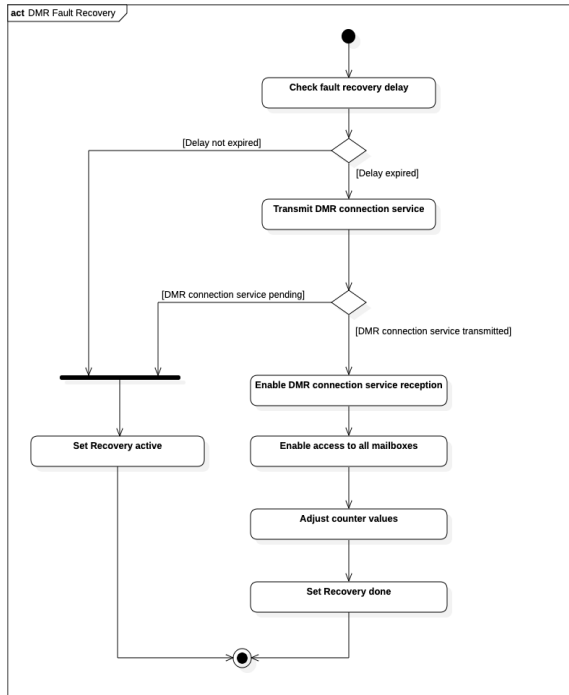 act DMR Fault Recovery
Check fault recovery delay
[Delay not expired]
[Delay expired]
Transmit DMR connection service
[DMR connection service pending]
[DMR connection service transmitted]
Enable DMR connection service reception
Set Recovery active
Enable access to all mailboxes
Adjust counter values
Set Recovery done